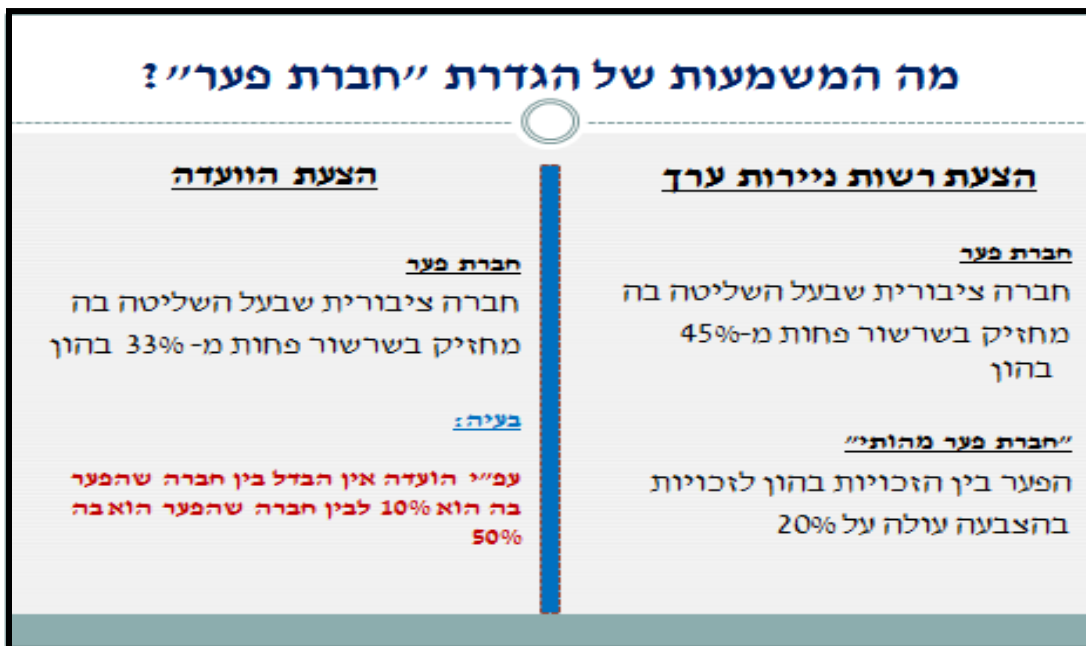 מה המשמעות של הגדרת "חברת פער"?
הצעת רשות ניירות ערך
חברת פער
חברה ציבורית שבעל השליטה בה
מחזיק בשרשור פחות מ-45%
בהון
"חברת פער מהותי"
הפער בין הזכויות בהון לזכויות
בהצבעה עולה על 20%
הצעת הוועדה
חברת פער
חברה ציבורית שבעל השליטה בה
מחזיק בשרשור פחות מ- 33% בהון
בעיה:
עפ"י הועדה אין הבדל בין חברה שהפער
בה הוא 10% לבין חברה שהפער הוא בה
50%